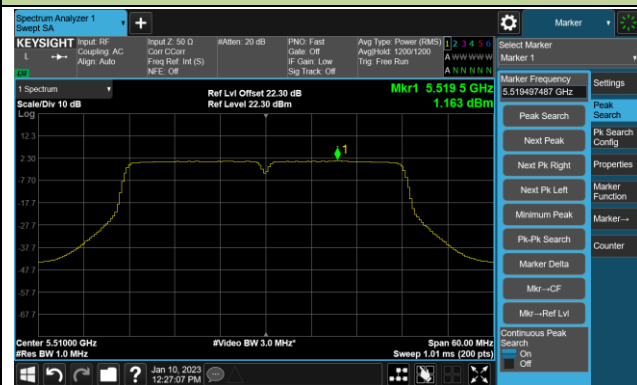 Spectrum Analyzer 1
Swept SA
KEYSIGHT
L
Input: RF
Coupling: AC
Align: Auto
Input Z: 50 Ω
Corr CCorr
Freq Ref: Int (S)
NFE: Off
#Atten: 20 dB
PNO: Fast
Gate: Off
IF Gain: Low
Sig Track: Off
Avg Type: Power (RMS)
Avg|Hold: 1200/1200
Trig: Free Run
1 2 3 4 5 6
A W W W W W
A N N N N N
1 Spectrum
Scale/Div 10 dB
Log
Ref Lvl Offset 22.30 dB
Ref Level 22.30 dBm
Mkr1 5.519 5 GHz
1.163 dBm
12.3
2.30
-7.70
-17.7
-27.7
-37.7
-47.7
-57.7
-67.7
1
Center 5.51000 GHz
#Res BW 1.0 MHz
#Video BW 3.0 MHz*
Span 60.00 MHz
Sweep 1.01 ms (200 pts)
Jan 10, 2023
12:27:07 PM
Marker
Select Marker
Marker 1
Marker Frequency
5.519497487 GHz
Peak Search
Next Peak
Next Pk Right
Next Pk Left
Minimum Peak
Pk-Pk Search
Marker Delta
Mkr→CF
Mkr→Ref Lvl
Continuous Peak
Search
On
Off
Settings
Peak
Search
Pk Search
Config
Properties
Marker
Function
Marker→
Counter